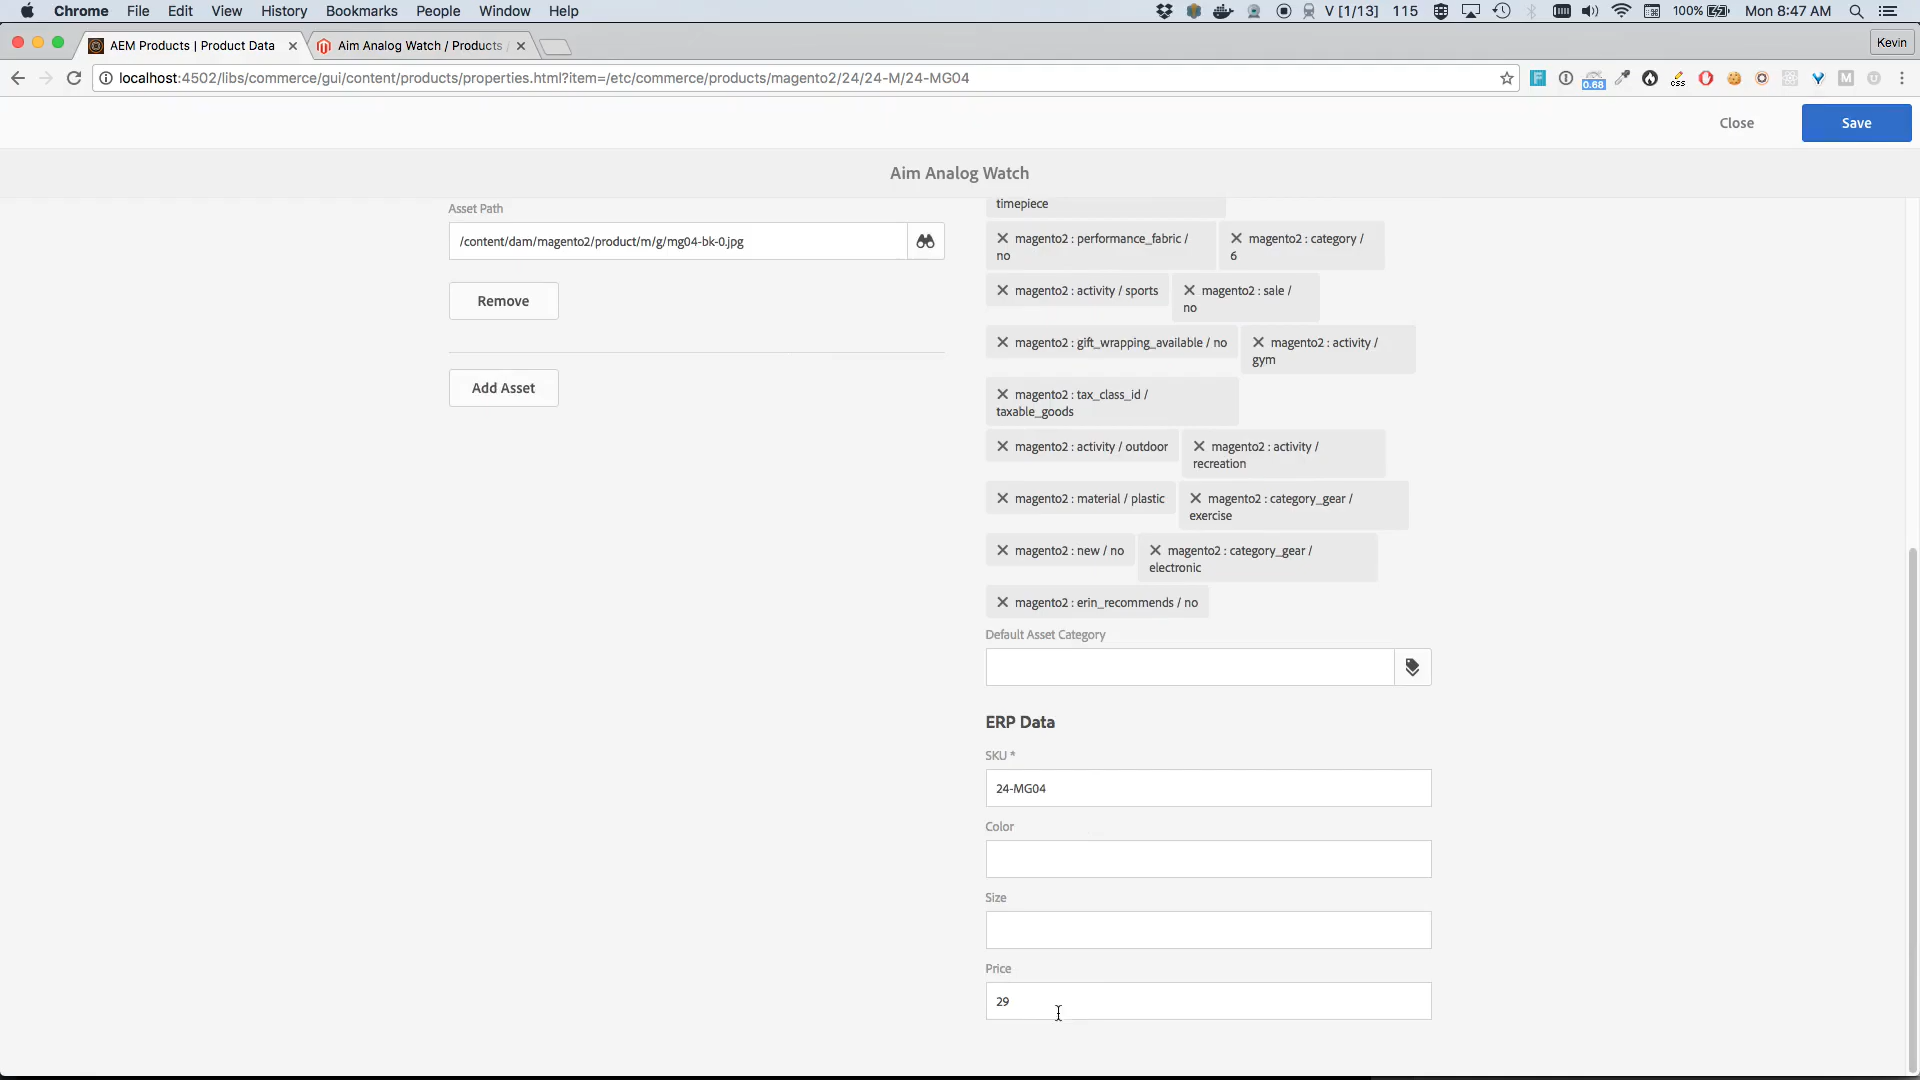 Chrome File Edit View History Bookmarks People Window Help V [1/13] 115 100% Mon 8:47 AM
AEM Products | Product Data Aim Analog Watch / Products / Kevin
localhost:4502/libs/commerce/gui/content/products/properties.html?item=/etc/commerce/products/magento2/24/24-M/24-MG04 F 0.68 css M
Close Save
Aim Analog Watch
Asset Path
/content/dam/magento2/product/m/g/mg04-bk-0.jpg
Remove
Add Asset
timepiece
magento2 : performance_fabric /
no
magento2 : category /
6
magento2 : activity / sports
magento2 : sale /
no
magento2 : gift_wrapping_available / no
magento2 : activity /
gym
magento2 : tax_class_id /
taxable_goods
magento2 : activity / outdoor
magento2 : activity /
recreation
magento2 : material / plastic
magento2 : category_gear /
exercise
magento2 : new / no
magento2 : category_gear /
electronic
magento2 : erin_recommends / no
Default Asset Category
ERP Data
SKU *
24-MG04
Color
Size
Price
29